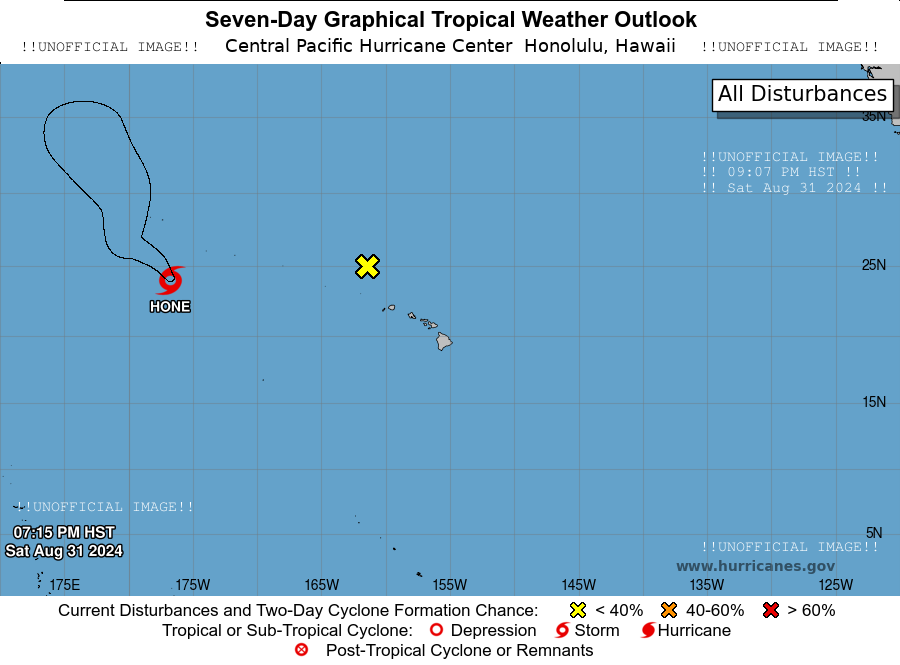 Seven-Day Graphical Tropical Weather Outlook
!!UNOFFICIAL IMAGE!! Central Pacific Hurricane Center Honolulu, Hawaii !!UNOFFICIAL IMAGE!!
All Disturbances
35N
!!UNOFFICIAL IMAGE!!
!! 09:07 PM HST !!
!! Sat Aug 31 2024 !!
25N
HONE
15N
!!UNOFFICIAL IMAGE!!
07:15 PM HST
Sat Aug 31 2024
5N
!!UNOFFICIAL IMAGE!!
www.hurricanes.gov
175E 175W 165W 155W 145W 135W 125W
Current Disturbances and Two-Day Cyclone Formation Chance: < 40% 40-60% > 60%
Tropical or Sub-Tropical Cyclone: Depression Storm Hurricane
Post-Tropical Cyclone or Remnants